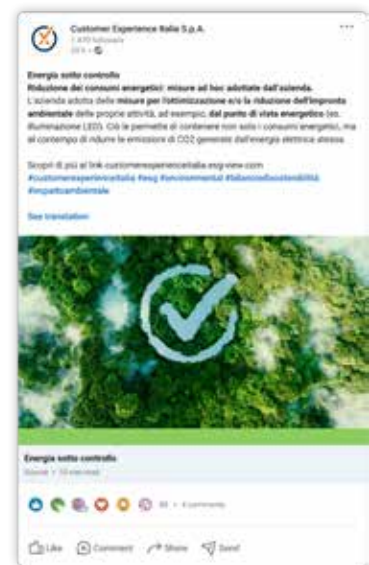 Customer Experience Italia S.p.A.
followers
Energia sotto controllo
Riduzione dei consumi energetici: misure ad hoc adottate dall'azienda.
L'azienda adotta delle misure per l'ottimizzazione e/o la riduzione dell'impronta
ambientale delle proprie attività, ad esempio, dal punto di vista energetico (es.
illuminazione LED). Ciò le permette di contenere non solo i consumi energetici, ma
al contempo di ridurre le emissioni di CO2 generate dall'energia elettrica stessa.
Scopri di più al link customerexperienceitalia.esg-view.com
#customerexperienceitalia #esg #environmental #bilanciodisostenibilità
#impattoambientale
See translation
Energia sotto controllo
min read
comments
Like Comment Share Send